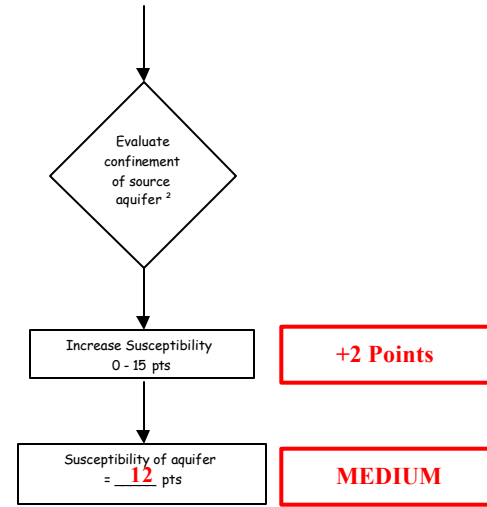 Evaluate
confinement
of source
aquifer ²
Increase Susceptibility
0 - 15 pts
+2 Points
Susceptibility of aquifer
= 12 pts
MEDIUM